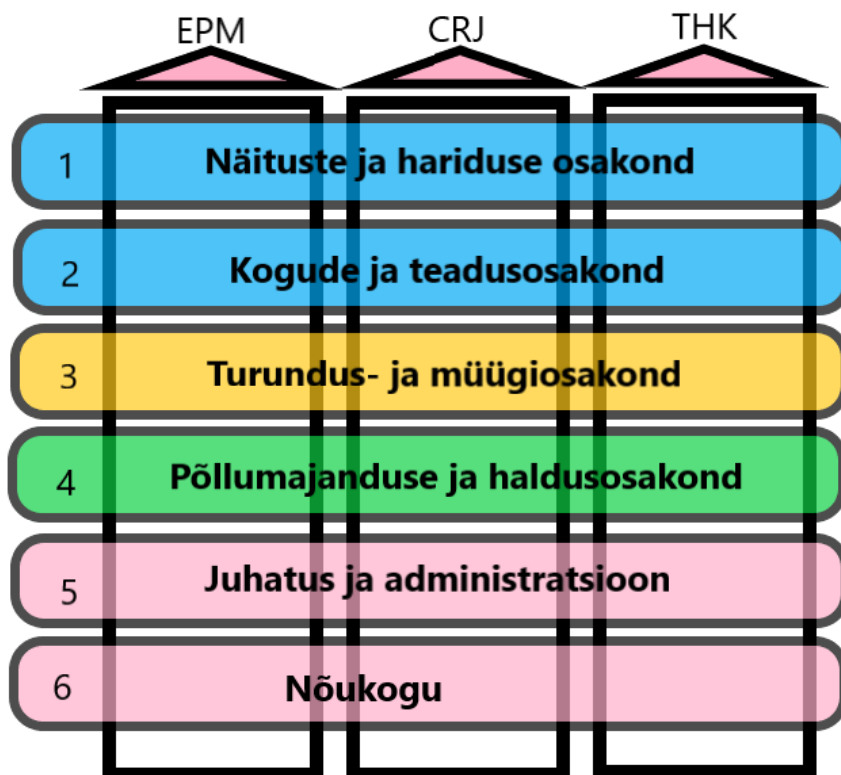 EPM CRJ THK
1 Näituste ja hariduse osakond
2 Kogude ja teadusosakond
3 Turundus- ja müügiosakond
4 Põllumajanduse ja haldusosakond
5 Juhatus ja administratsioon
6 Nõukogu